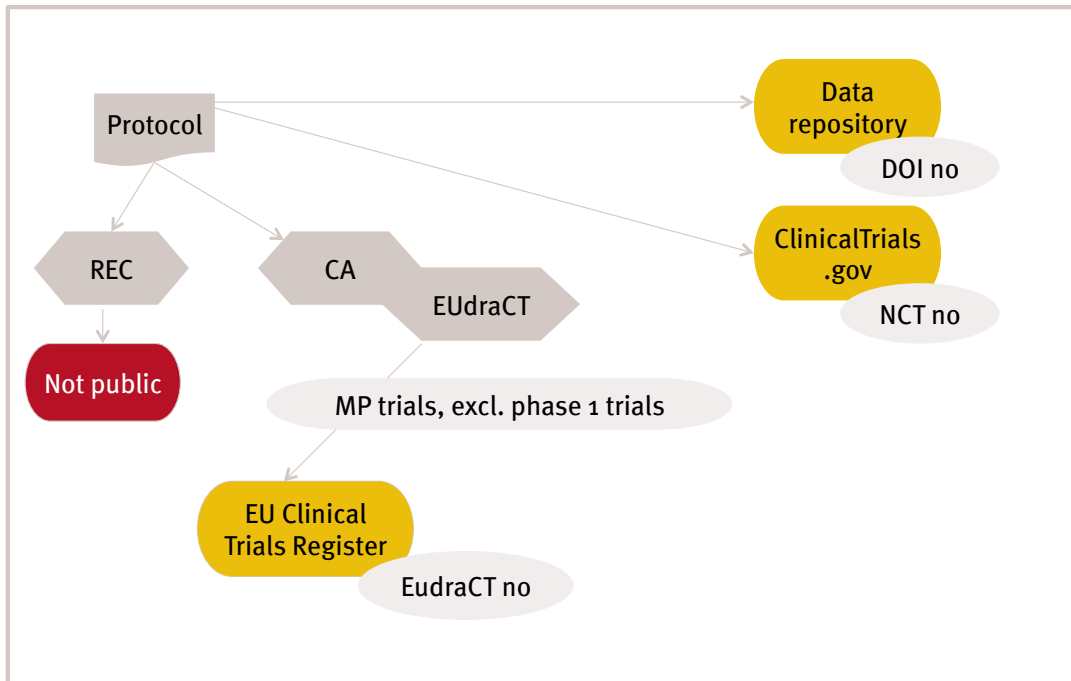 Protocol
Data
repository
DOI no
REC
CA
EUdraCT
ClinicalTrials
.gov
NCT no
Not public
MP trials, excl. phase 1 trials
EU Clinical
Trials Register
EudraCT no